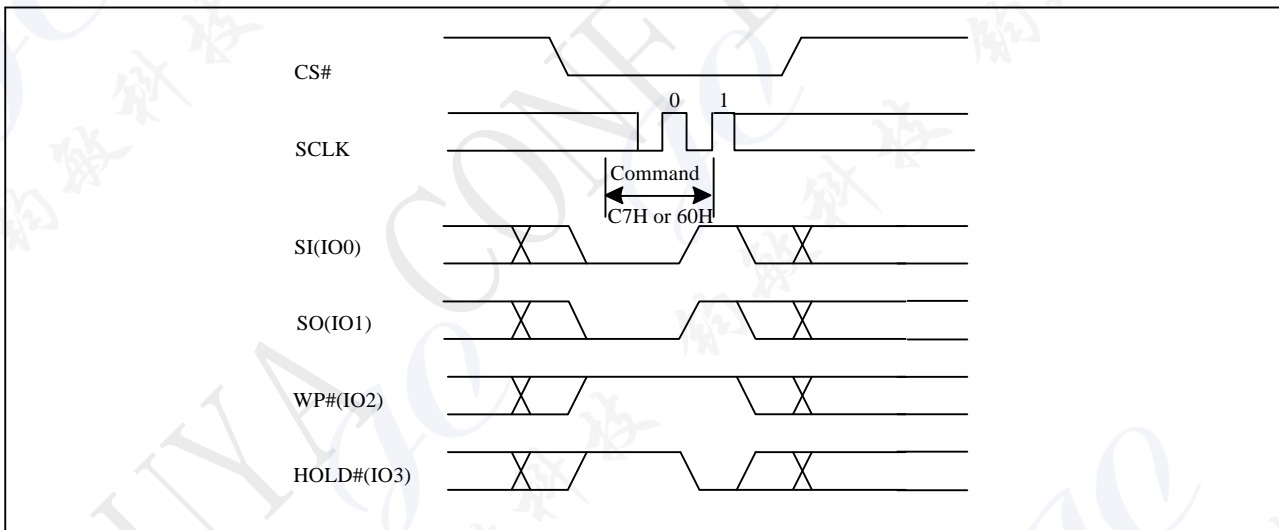 CS#
0 1
SCLK
Command
C7H or 60H
SI(IO0)
SO(IO1)
WP#(IO2)
HOLD#(IO3)